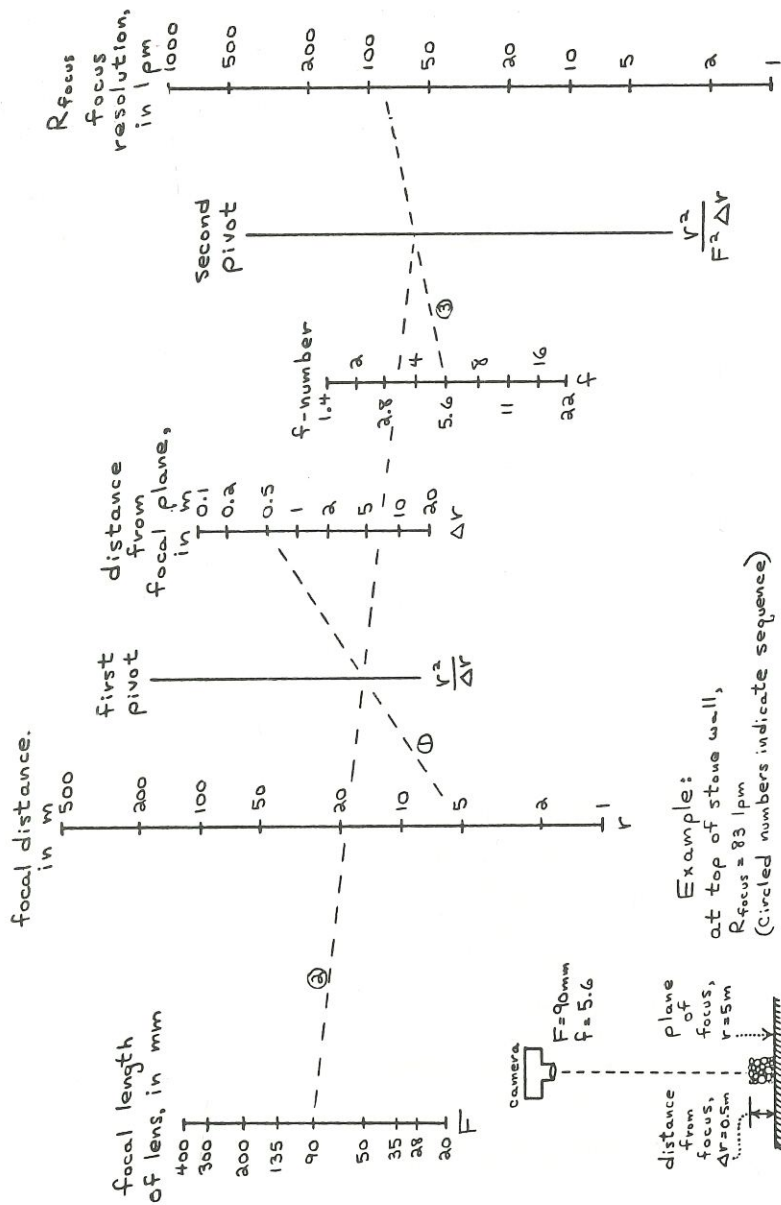 focal length
of lens, in mm
400
300
200
135
90
50
35
28
20
F
②
focal distance.
in m
500
200
100
50
20
10
5
2
1
r
①
first
pivot
r²
Δr
distance
from
focal plane,
in m
0.1
0.2
0.5
1
2
5
10
20
Δr
f-number
1.4
2
2.8
4
5.6
8
11
16
22
f
③
second
pivot
r²
F² Δr
Rfocus
focus
resolution,
in lpm
1000
500
200
100
50
20
10
5
2
1
camera
F=90mm
f=5.6
distance
from
focus,
Δr=0.5m
plane
of
focus,
r=5m
Example:
at top of stone wall,
Rfocus = 83 lpm
(Circled numbers indicate sequence)